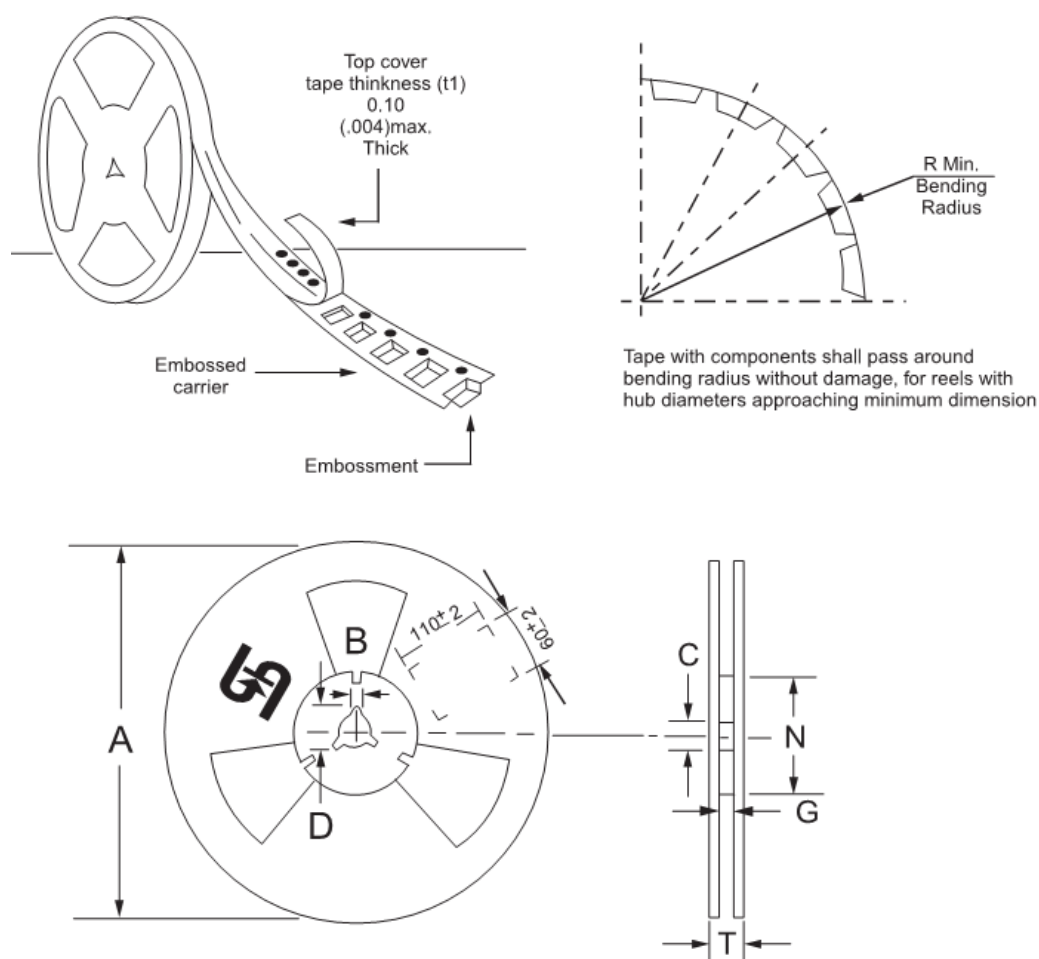 Top cover
tape thinkness (t1)
0.10
(.004)max.
Thick
R Min.
Bending
Radius
Embossed
carrier
Embossment
Tape with components shall pass around
bending radius without damage, for reels with
hub diameters approaching minimum dimension
A
B
110±2
60±2
D
C
N
G
T